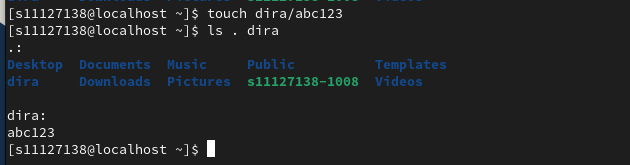 [s11127138@localhost ~]$ touch dira/abc123
[s11127138@localhost ~]$ ls . dira
.:
Desktop  Documents  Music  Public  Templates
dira  Downloads  Pictures  s11127138-1008  Videos
dira:
abc123
[s11127138@localhost ~]$